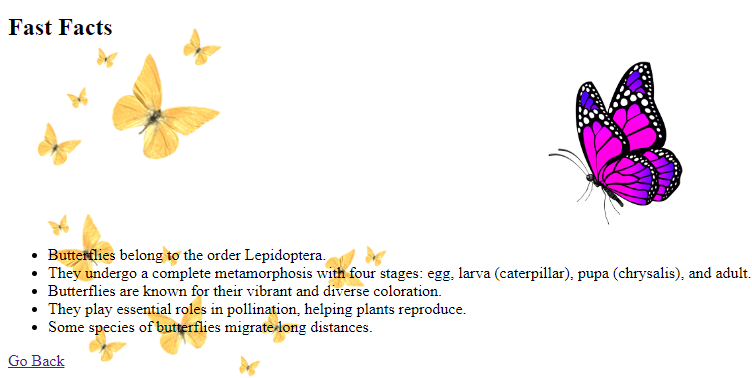 Fast Facts
Butterflies belong to the order Lepidoptera.
They undergo a complete metamorphosis with four stages: egg, larva (caterpillar), pupa (chrysalis), and adult.
Butterflies are known for their vibrant and diverse coloration.
They play essential roles in pollination, helping plants reproduce.
Some species of butterflies migrate long distances.
Go Back